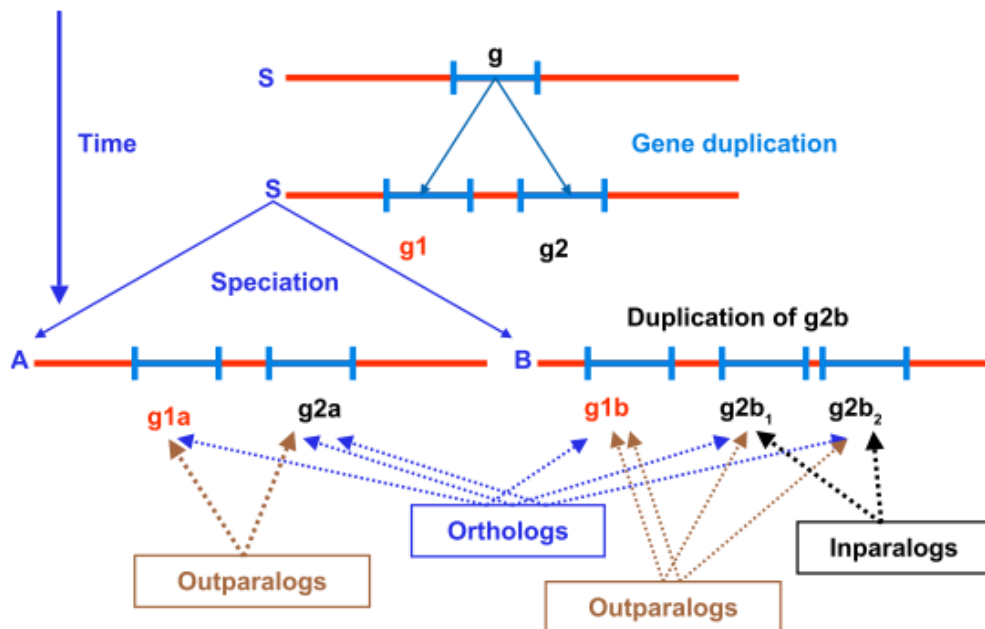 g
S
Time
Gene duplication
S
g1
g2
Speciation
Duplication of g2b
A
B
g1a
g2a
g1b
g2b₁
g2b₂
Orthologs
Inparalogs
Outparalogs
Outparalogs